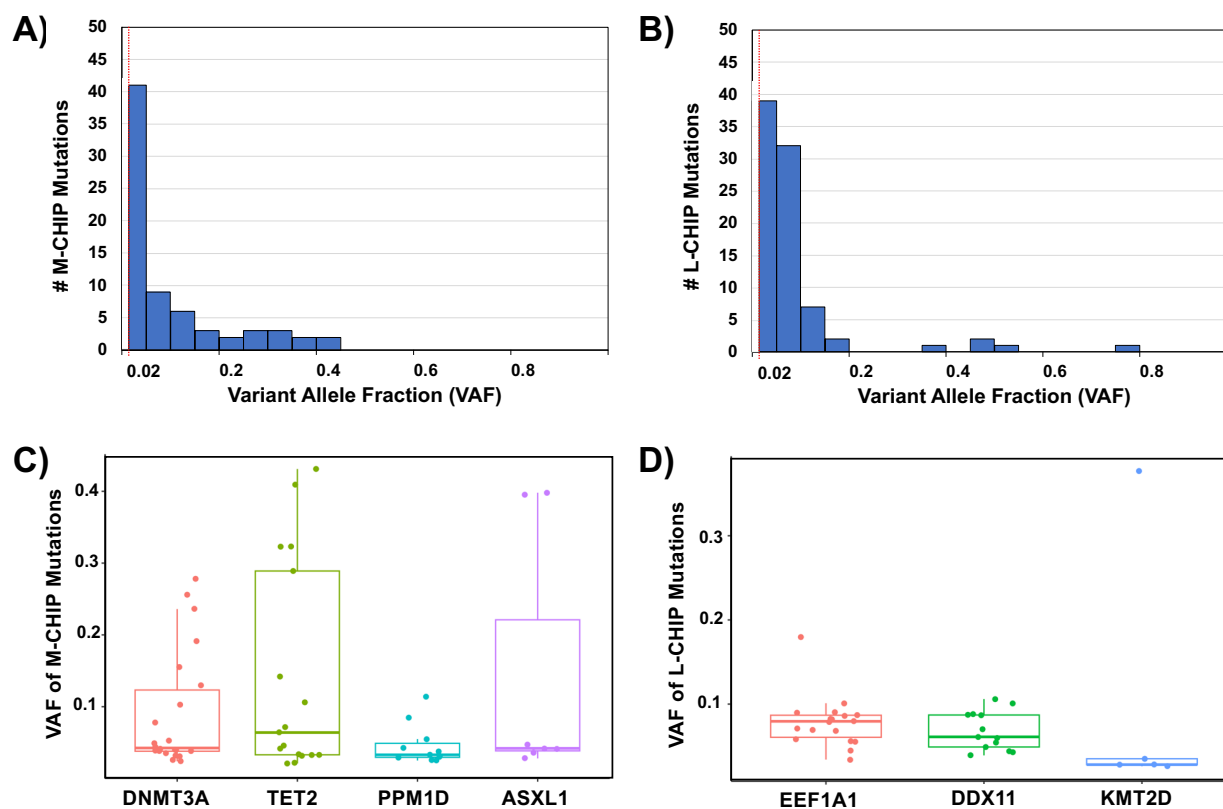 A)
50
45
40
35
30
25
20
15
10
5
0
# M-CHIP Mutations
0.02 0.2 0.4 0.6 0.8
Variant Allele Fraction (VAF)
B)
50
45
40
35
30
25
20
15
10
5
0
# L-CHIP Mutations
0.02 0.2 0.4 0.6 0.8
Variant Allele Fraction (VAF)
C)
VAF of M-CHIP Mutations
0.4
0.3
0.2
0.1
DNMT3A TET2 PPM1D ASXL1
D)
VAF of L-CHIP Mutations
0.3
0.2
0.1
EEF1A1 DDX11 KMT2D